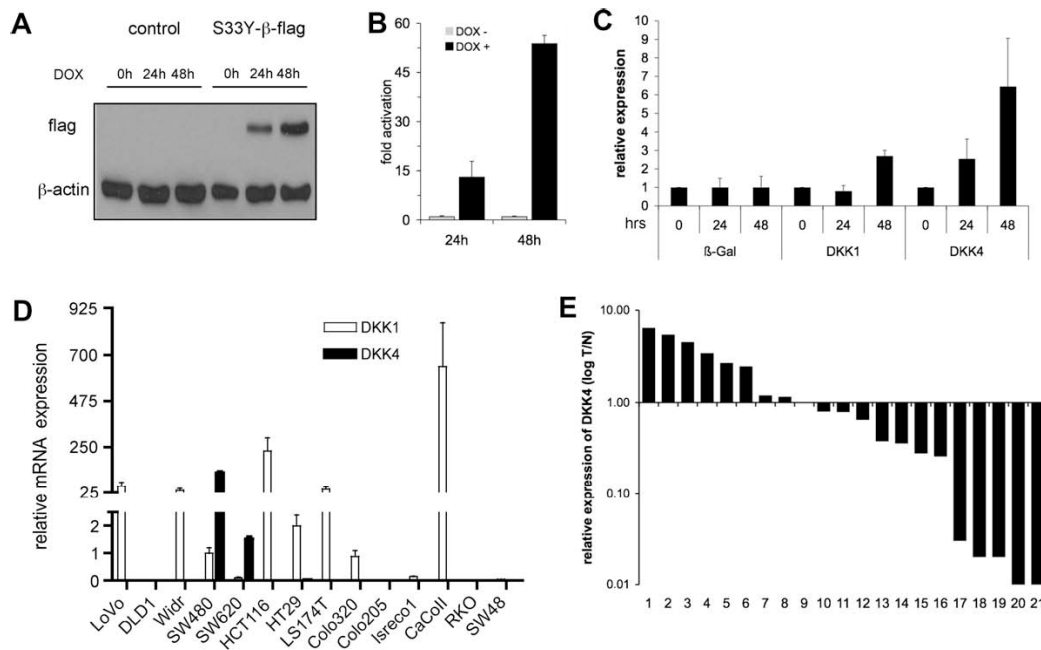 A
control
S33Y-β-flag
DOX
0h
24h
48h
0h
24h
48h
flag
β-actin
B
DOX -
DOX +
fold activation
60
45
30
15
0
24h
48h
C
relative expression
10
9
8
7
6
5
4
3
2
1
0
hrs
0
24
48
0
24
48
0
24
48
ß-Gal
DKK1
DKK4
D
DKK1
DKK4
relative mRNA expression
925
700
475
250
25
2
1
0
LoVo
DLD1
Widr
SW480
SW620
HCT116
HT29
LS174T
Colo320
Colo205
Isreco1
CaCoII
RKO
SW48
E
relative expression of DKK4 (log T/N)
10.00
1.00
0.10
0.01
1 2 3 4 5 6 7 8 9 10 11 12 13 14 15 16 17 18 19 20 21